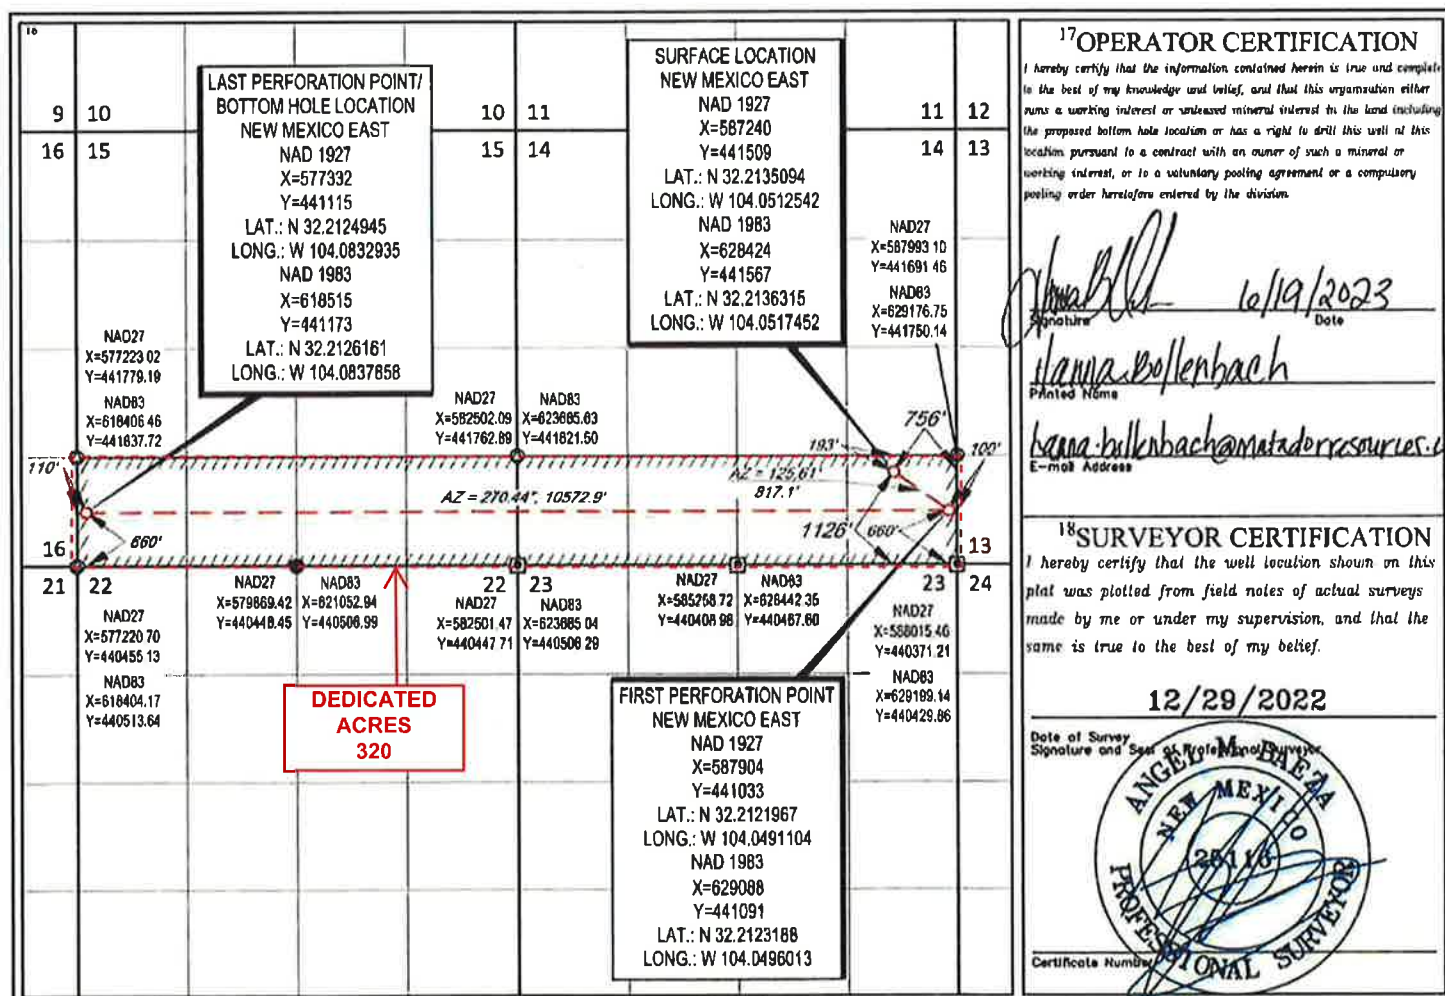 16
9 10
16 15
10 11
15 14
11 12
14 13
LAST PERFORATION POINT/
BOTTOM HOLE LOCATION
NEW MEXICO EAST
NAD 1927
X=577332
Y=441115
LAT.: N 32.2124945
LONG.: W 104.0832935
NAD 1983
X=618515
Y=441173
LAT.: N 32.2126161
LONG.: W 104.0837858
SURFACE LOCATION
NEW MEXICO EAST
NAD 1927
X=587240
Y=441509
LAT.: N 32.2135094
LONG.: W 104.0512542
NAD 1983
X=628424
Y=441567
LAT.: N 32.2136315
LONG.: W 104.0517452
NAD27
X=587993.10
Y=441691.46
NAD83
X=629176.75
Y=441750.14
NAD27
X=577223.02
Y=441779.19
NAD83
X=618406.46
Y=441837.72
NAD27 NAD83
X=582502.09 X=623685.63
Y=441762.89 Y=441821.50
110'
193'
756'
100'
AZ = 125.61°
817.1'
AZ = 270.44°, 10572.9'
660'
1126' 660'
16
21 22
22 23
13
23 24
NAD27
X=577220.70
Y=440455.13
NAD83
X=618404.17
Y=440513.64
NAD27 NAD83
X=579869.42 X=621052.94
Y=440448.45 Y=440506.99
NAD27 NAD83
X=582501.47 X=623685.04
Y=440447.71 Y=440506.29
NAD27 NAD83
X=585258.72 X=626442.35
Y=440408.98 Y=440467.60
NAD27
X=588015.46
Y=440371.21
NAD83
X=629199.14
Y=440429.86
DEDICATED
ACRES
320
FIRST PERFORATION POINT
NEW MEXICO EAST
NAD 1927
X=587904
Y=441033
LAT.: N 32.2121967
LONG.: W 104.0491104
NAD 1983
X=629088
Y=441091
LAT.: N 32.2123188
LONG.: W 104.0496013
17 OPERATOR CERTIFICATION
I hereby certify that the information contained herein is true and complete
to the best of my knowledge and belief, and that this organization either
owns a working interest or unleased mineral interest in the land including
the proposed bottom hole location or has a right to drill this well at this
location pursuant to a contract with an owner of such a mineral or
working interest, or to a voluntary pooling agreement or a compulsory
pooling order heretofore entered by the division.
6/19/2023
Signature Date
Hanna Bollenbach
Printed Name
hanna.bollenbach@matadorresources.c
E-mail Address
18 SURVEYOR CERTIFICATION
I hereby certify that the well location shown on this
plat was plotted from field notes of actual surveys
made by me or under my supervision, and that the
same is true to the best of my belief.
12/29/2022
Date of Survey
Signature and Seal of Professional Surveyor
ANGEL M. BAEZA
NEW MEXICO
25116
PROFESSIONAL SURVEYOR
Certificate Number